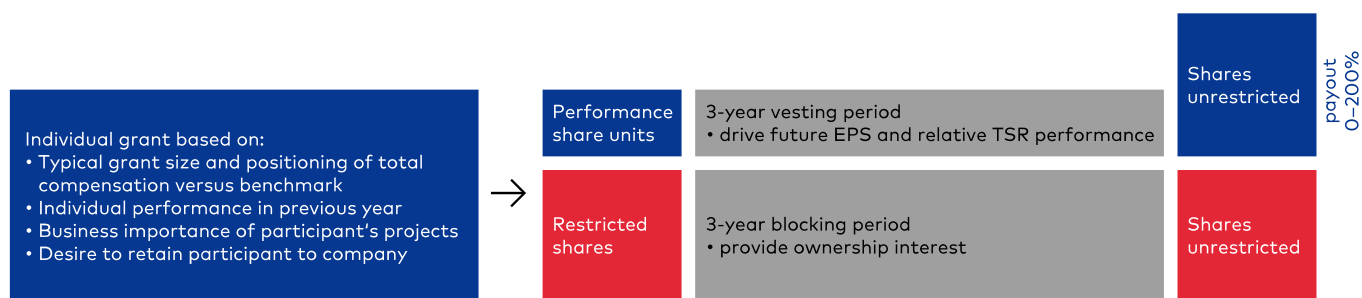 Individual grant based on:
• Typical grant size and positioning of total
compensation versus benchmark
• Individual performance in previous year
• Business importance of participant‘s projects
• Desire to retain participant to company
Performance
share units
3-year vesting period
• drive future EPS and relative TSR performance
Shares
unrestricted
payout
0–200%
Restricted
shares
3-year blocking period
• provide ownership interest
Shares
unrestricted